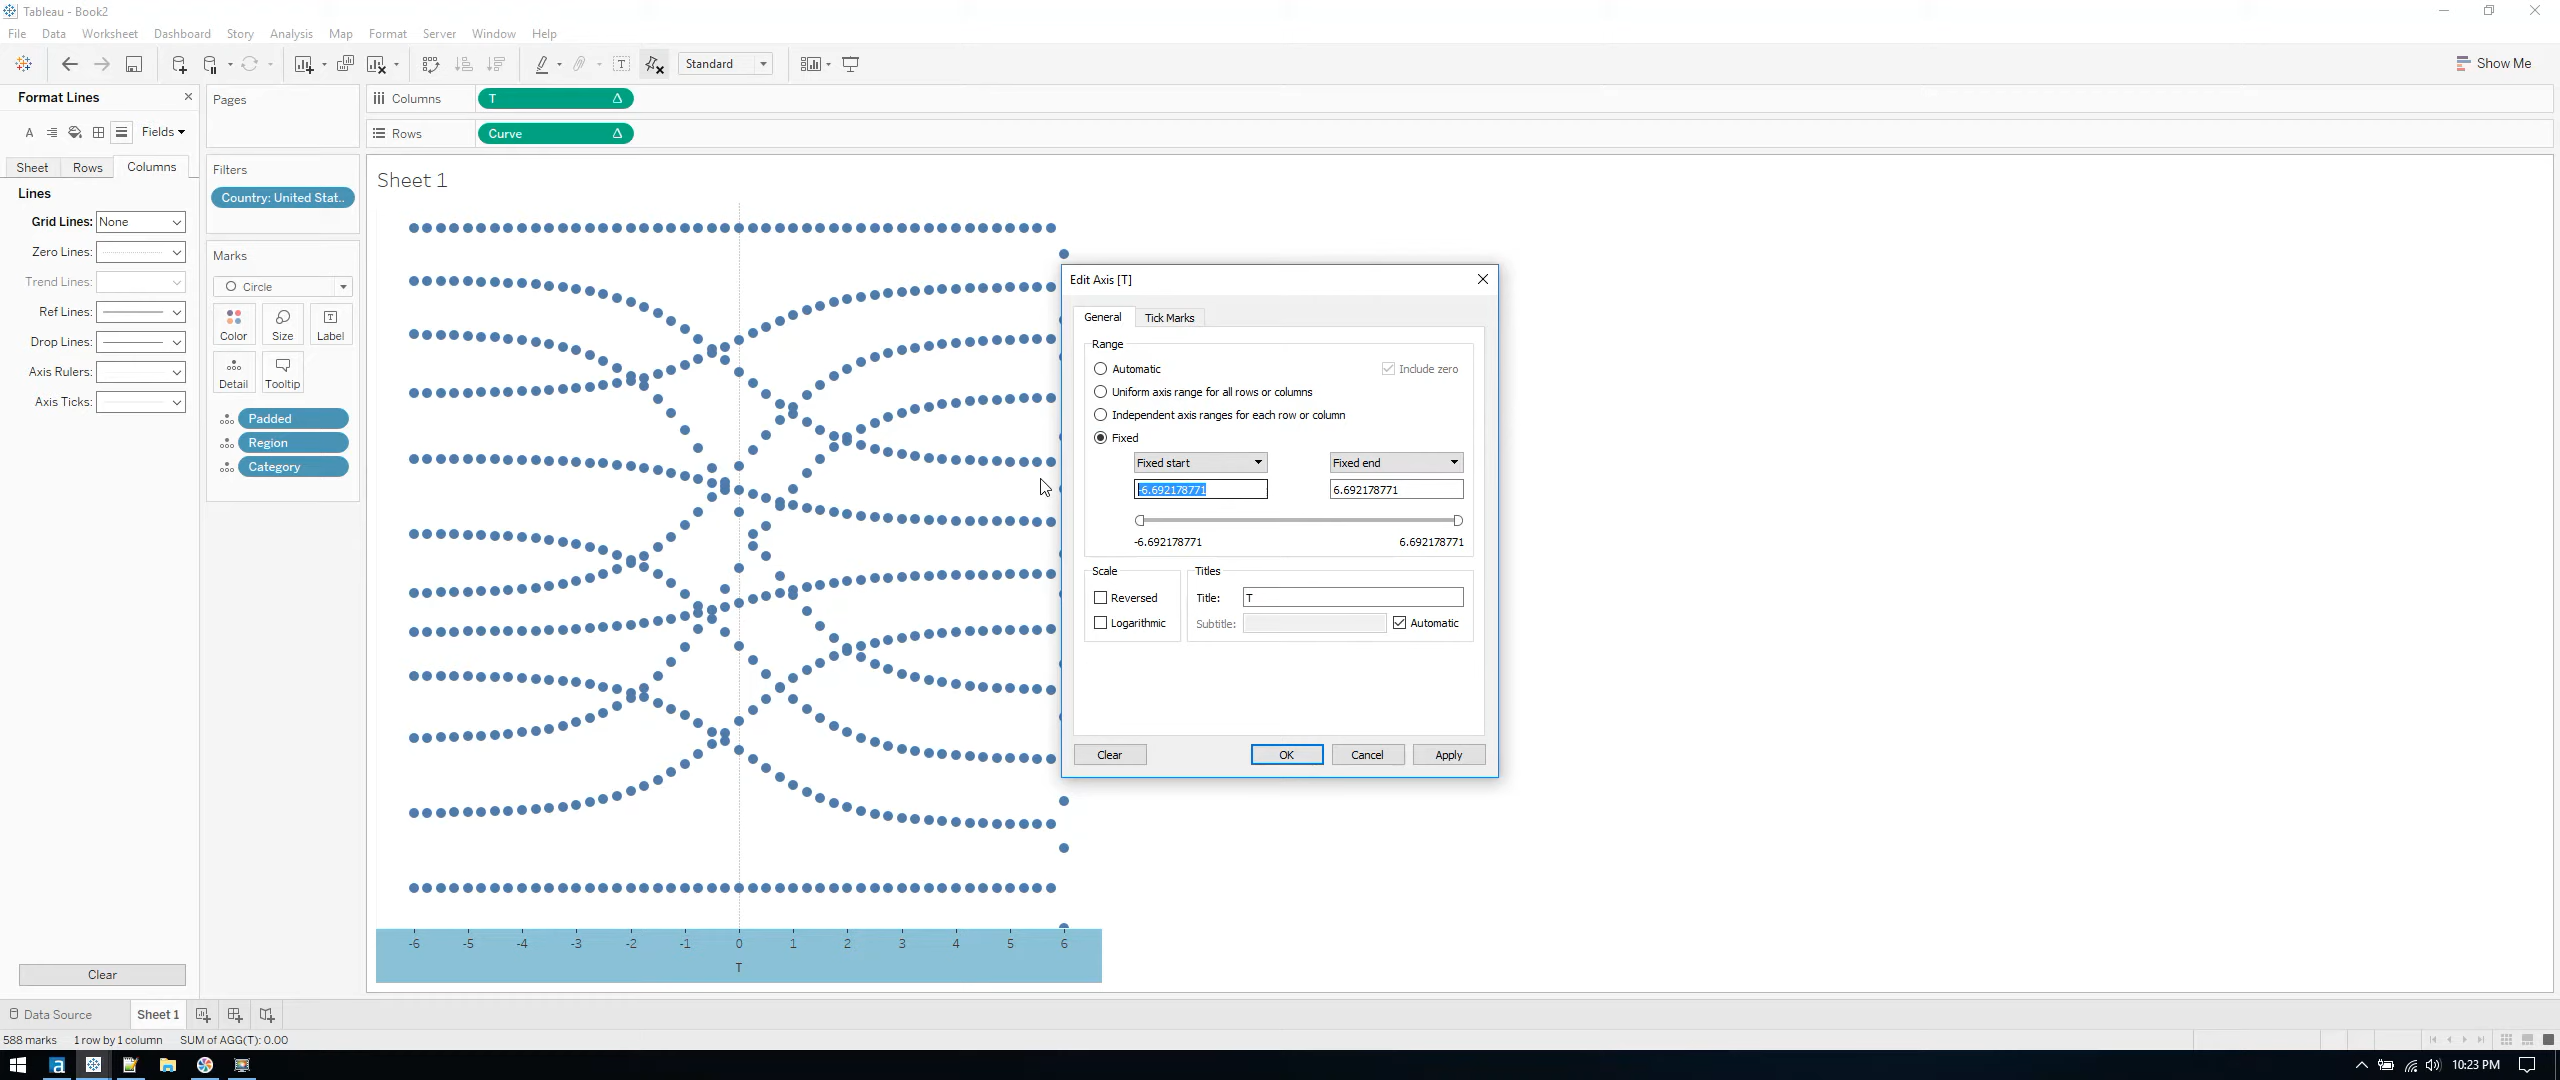 Tableau - Book2
File Data Worksheet Dashboard Story Analysis Map Format Server Window Help
Standard
Show Me
Format Lines
Fields
Sheet Rows Columns
Lines
Grid Lines: None
Zero Lines:
Trend Lines:
Ref Lines:
Drop Lines:
Axis Rulers:
Axis Ticks:
Clear
Pages
Filters
Country: United Stat..
Marks
Circle
Color Size Label
Detail Tooltip
Padded
Region
Category
Columns T
Rows Curve
Sheet 1
-6 -5 -4 -3 -2 -1 0 1 2 3 4 5 6
T
Edit Axis [T]
General Tick Marks
Range
Automatic Include zero
Uniform axis range for all rows or columns
Independent axis ranges for each row or column
Fixed
Fixed start Fixed end
-6.692178771 6.692178771
-6.692178771 6.692178771
Scale
Reversed
Logarithmic
Titles
Title: T
Subtitle: Automatic
Clear OK Cancel Apply
Data Source Sheet 1
588 marks 1 row by 1 column SUM of AGG(T): 0.00
10:23 PM